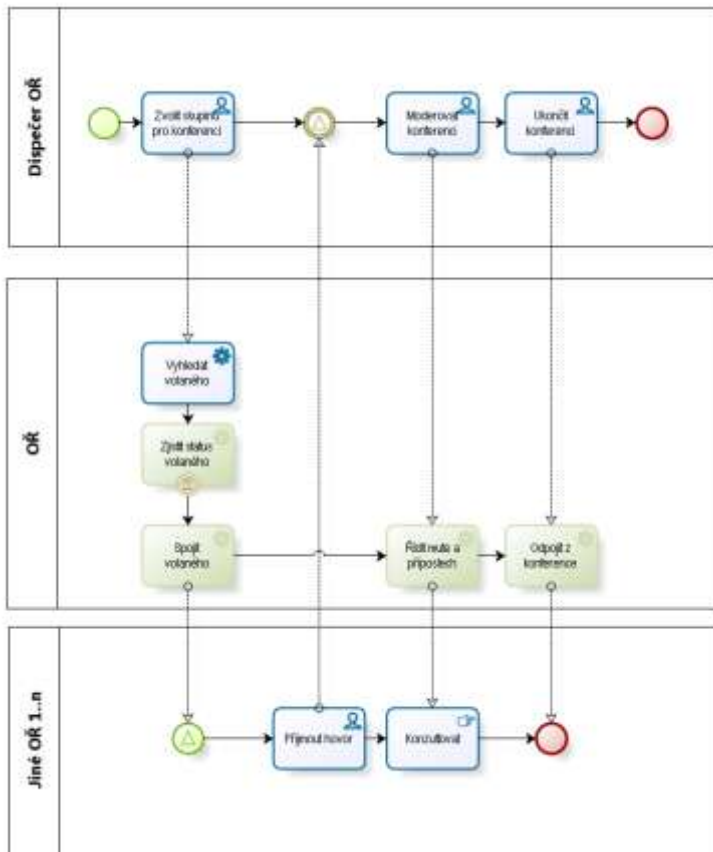 Dispečer OŘ
Zvolit skupinu
pro konferenci
Moderovat
konferenci
Ukončit
konferenci
OŘ
Vyhledat
volaného
Zjistit status
volaného
Spojit
volaného
Řídit mute a
příposlech
Odpojit z
konference
Jiné OŘ 1..n
Přijmout hovor
Konzultovat